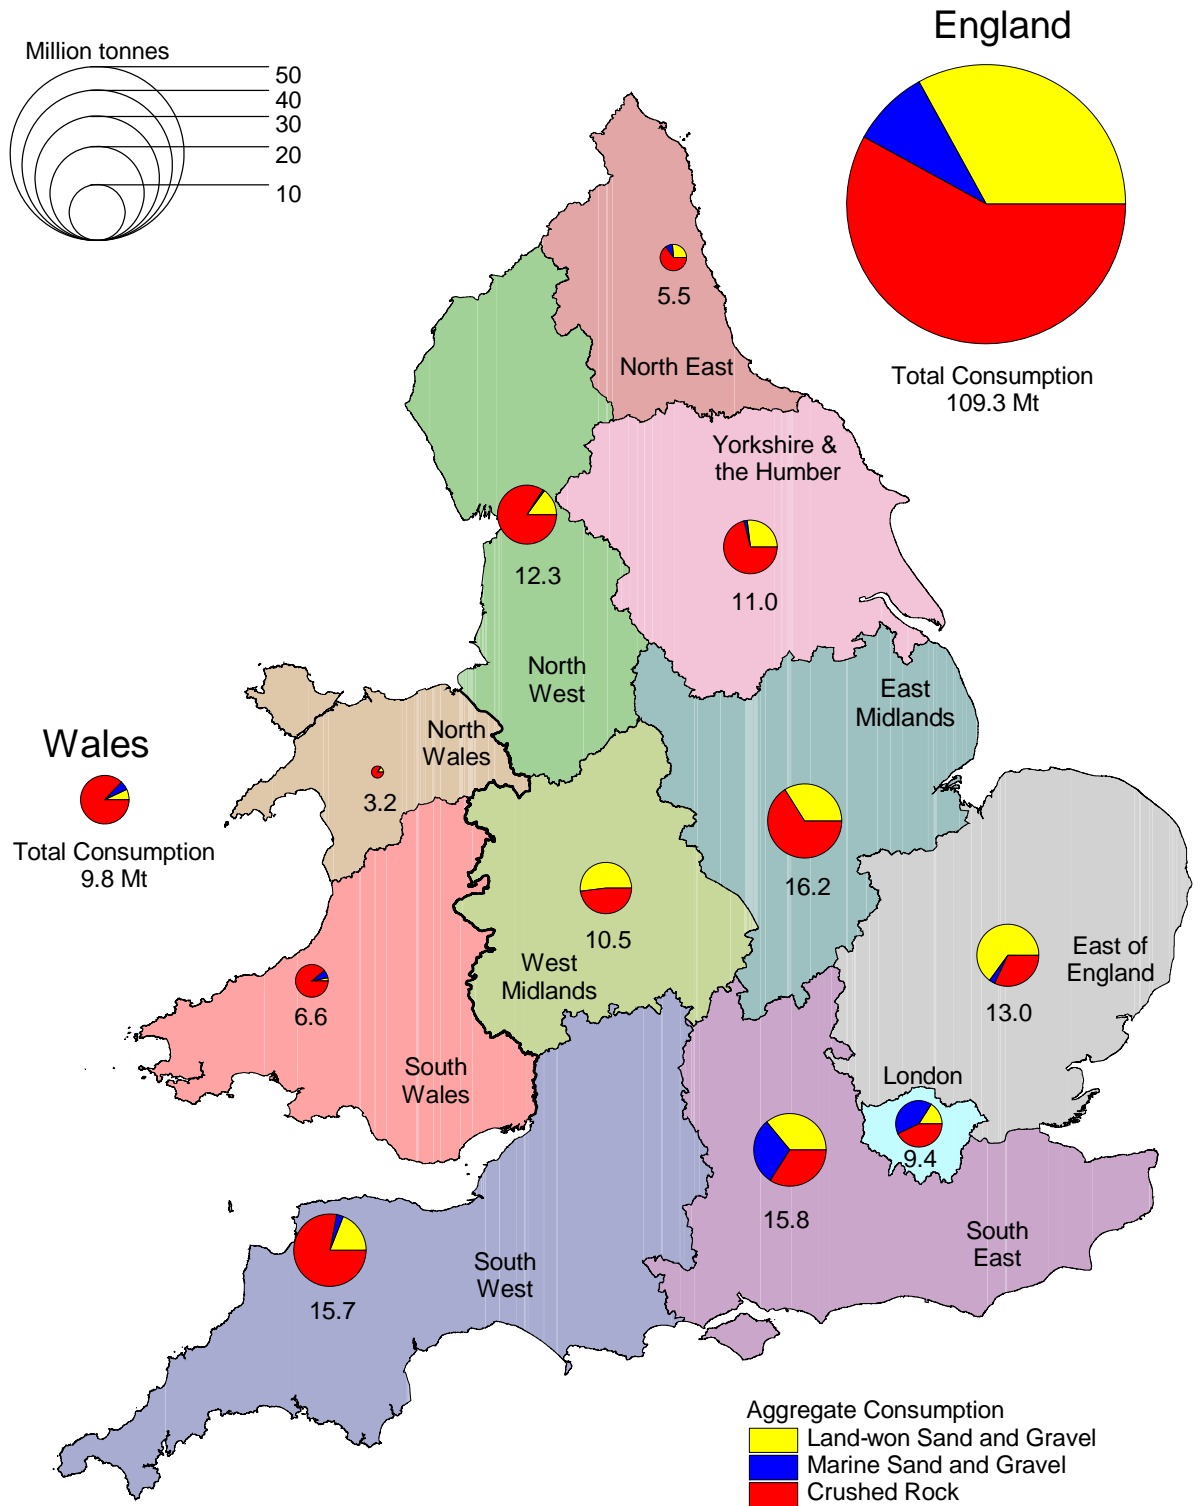 England
Million tonnes
50
40
30
20
10
5.5
North East
Total Consumption
109.3 Mt
Yorkshire &
the Humber
12.3
11.0
North
West
East
Midlands
North
Wales
Wales
3.2
Total Consumption
9.8 Mt
16.2
10.5
West
Midlands
East of
England
13.0
6.6
South
Wales
London
9.4
15.8
South
East
South
West
15.7
Aggregate Consumption
Land-won Sand and Gravel
Marine Sand and Gravel
Crushed Rock